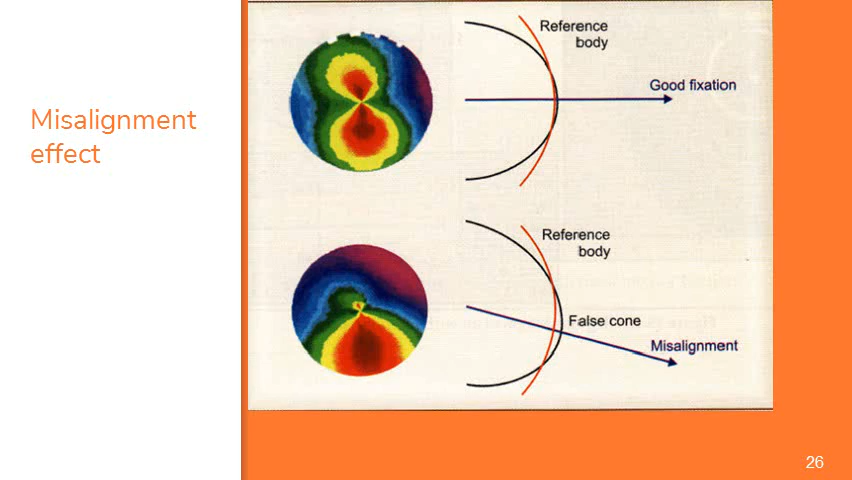 Misalignment
effect
Reference
body
Good fixation
Reference
body
False cone
Misalignment
26